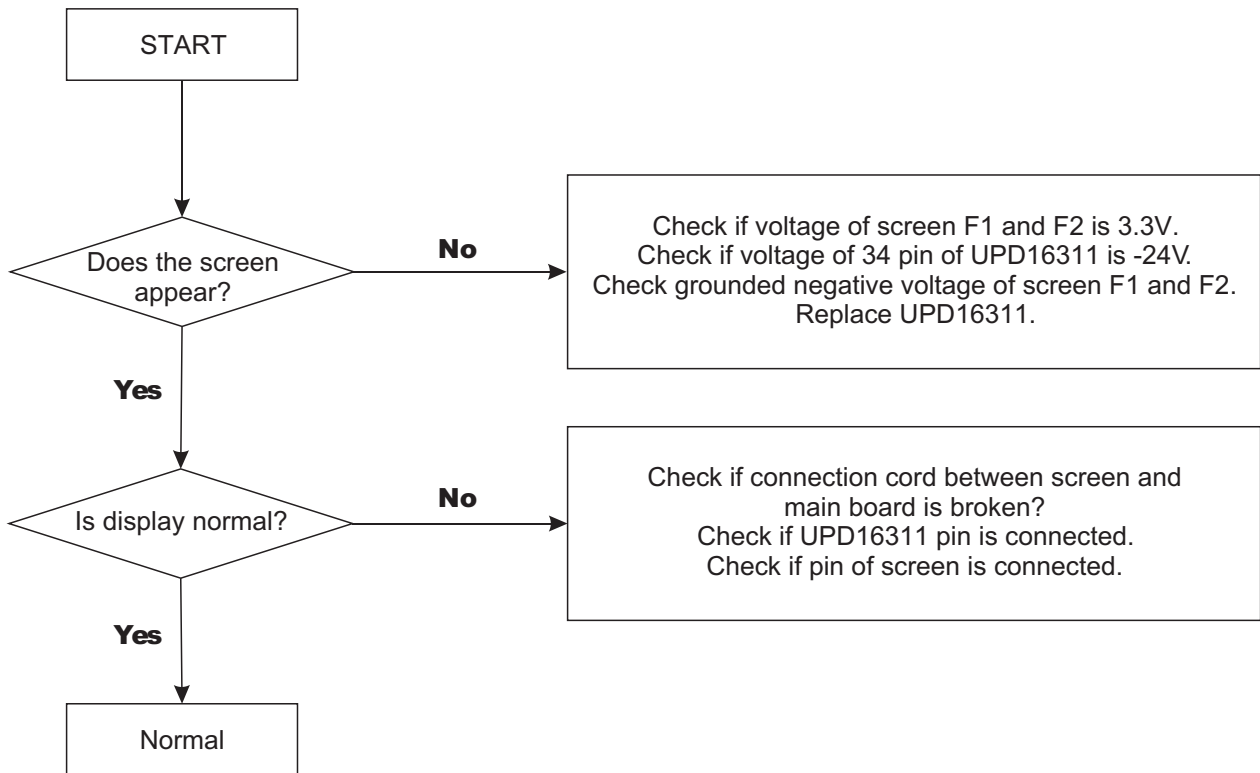 START
Does the screen
appear?
No
Check if voltage of screen F1 and F2 is 3.3V.
Check if voltage of 34 pin of UPD16311 is -24V.
Check grounded negative voltage of screen F1 and F2.
Replace UPD16311.
Yes
Is display normal?
No
Check if connection cord between screen and
main board is broken?
Check if UPD16311 pin is connected.
Check if pin of screen is connected.
Yes
Normal